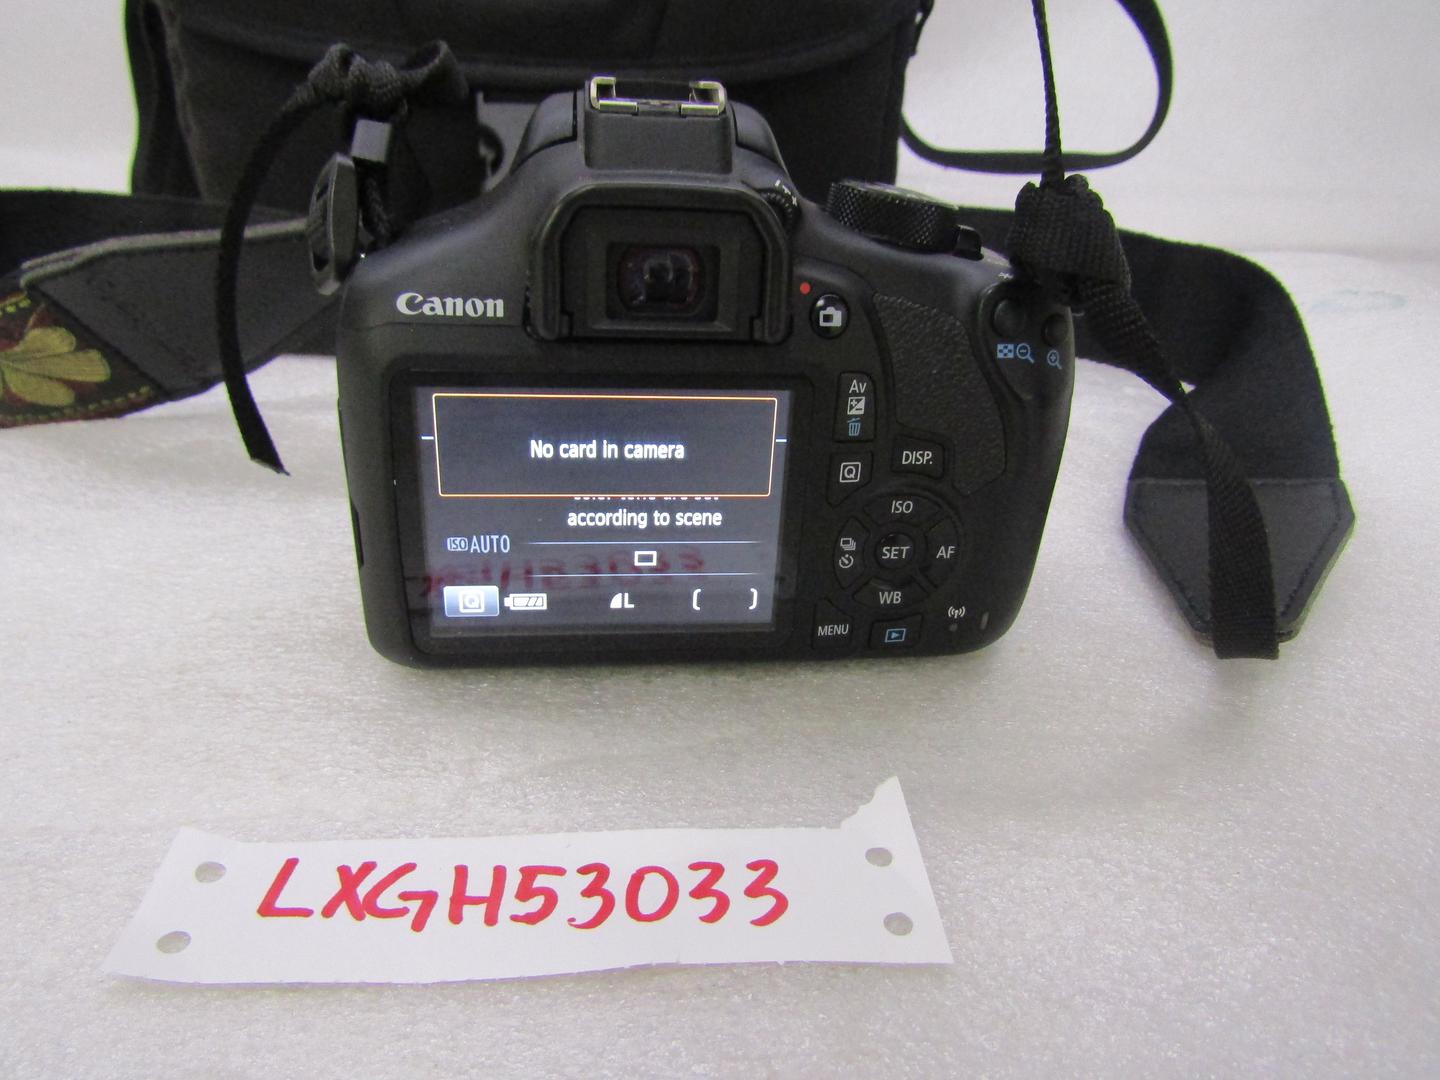 Canon
No card in camera
according to scene
ISO AUTO
Q
L
[ ]
Av
Q
DISP.
ISO
SET
AF
WB
MENU
LXGH53033